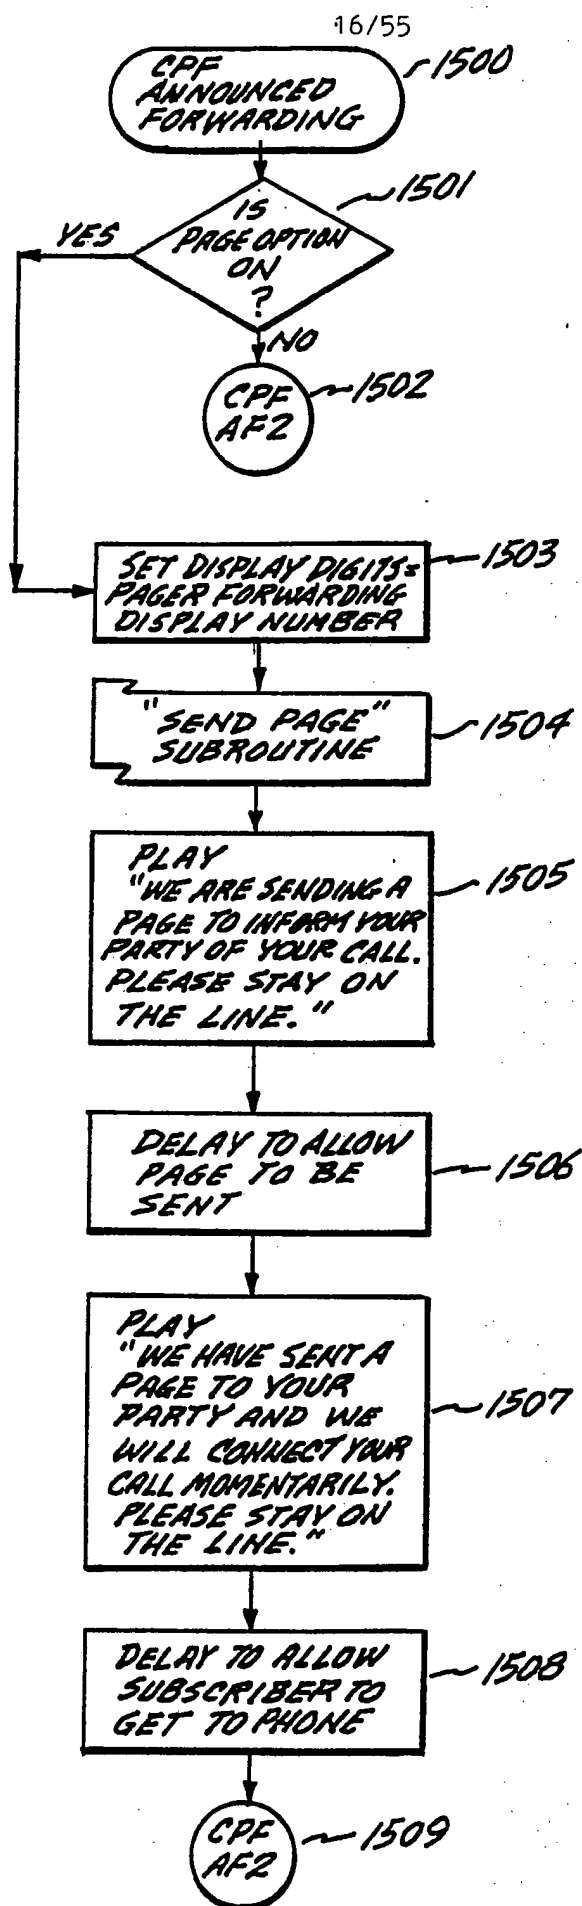 16/55
CPF
ANNOUNCED
FORWARDING
1500
1501
IS
PAGE OPTION
ON
?
YES
NO
CPF
AF2
1502
SET DISPLAY DIGITS=
PAGER FORWARDING
DISPLAY NUMBER
1503
"SEND PAGE"
SUBROUTINE
1504
PLAY
"WE ARE SENDING A
PAGE TO INFORM YOUR
PARTY OF YOUR CALL.
PLEASE STAY ON
THE LINE."
1505
DELAY TO ALLOW
PAGE TO BE
SENT
1506
PLAY
"WE HAVE SENT A
PAGE TO YOUR
PARTY AND WE
WILL CONNECT YOUR
CALL MOMENTARILY.
PLEASE STAY ON
THE LINE."
1507
DELAY TO ALLOW
SUBSCRIBER TO
GET TO PHONE
1508
CPF
AF2
1509